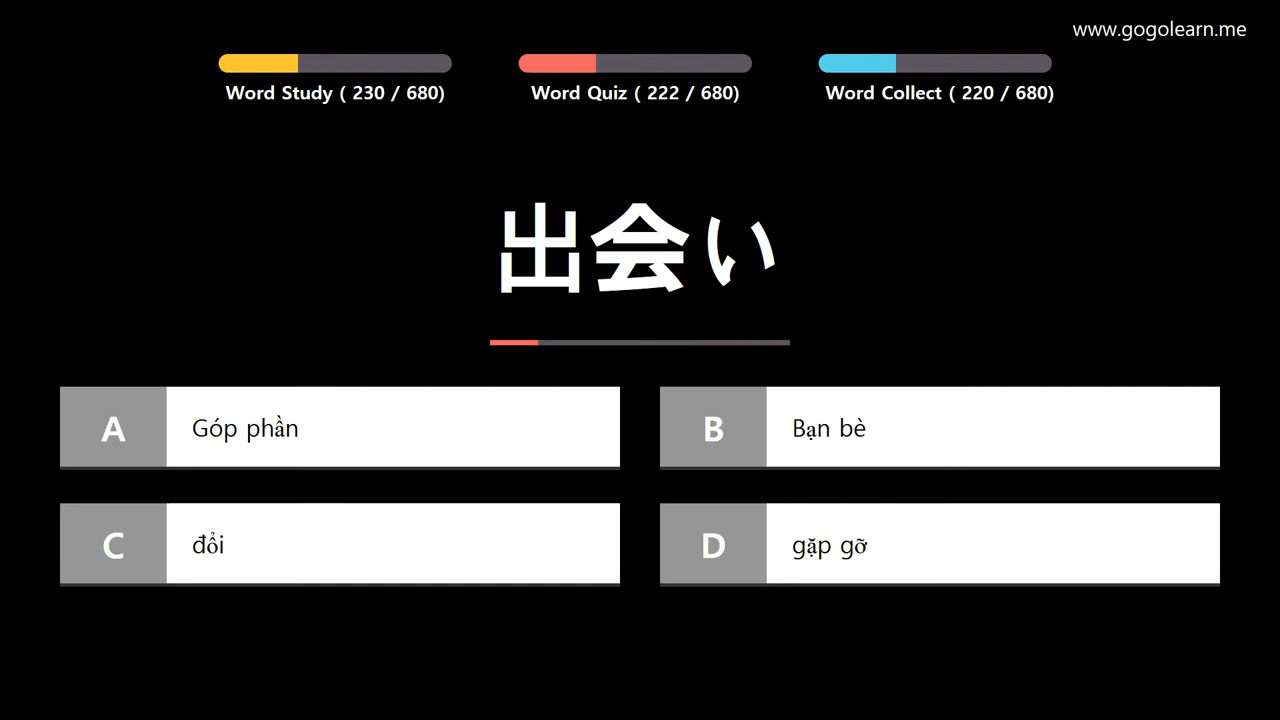 www.gogolearn.me
Word Study ( 230 / 680)
Word Quiz ( 222 / 680)
Word Collect ( 220 / 680)
出会い
A
Góp phần
B
Bạn bè
C
đổi
D
gặp gỡ